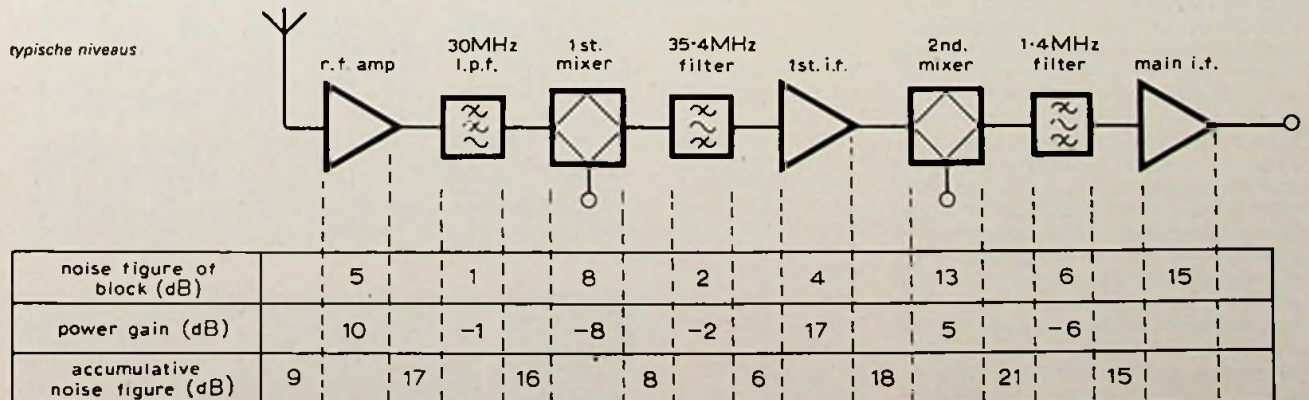 typische niveaus
r.f. amp
30MHz
l.p.f.
1st.
mixer
35·4MHz
filter
1st. i.f.
2nd.
mixer
1·4MHz
filter
main i.f.
noise figure of
block (dB)
5 1 8 2 4 13 6 15
power gain (dB)
10 -1 -8 -2 17 5 -6
accumulative
noise figure (dB)
9 17 16 8 6 18 21 15